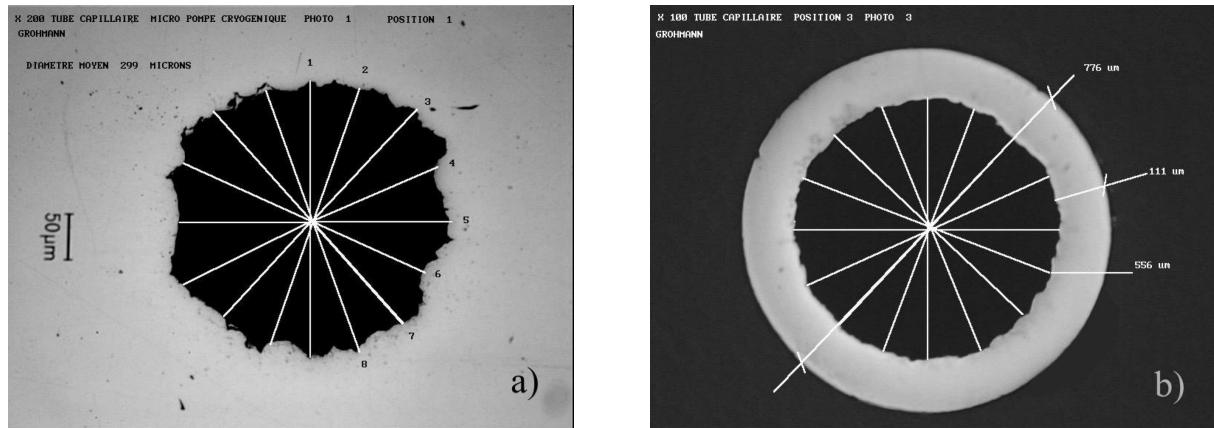 X 200 TUBE CAPILLAIRE MICRO POMPE CRYOGENIQUE PHOTO 1 POSITION 1
GROHMANN
DIAMETRE MOYEN 299 MICRONS
1
2
3
4
5
6
7
8
50µm
a)
X 100 TUBE CAPILLAIRE POSITION 3 PHOTO 3
GROHMANN
776 um
111 um
556 um
b)